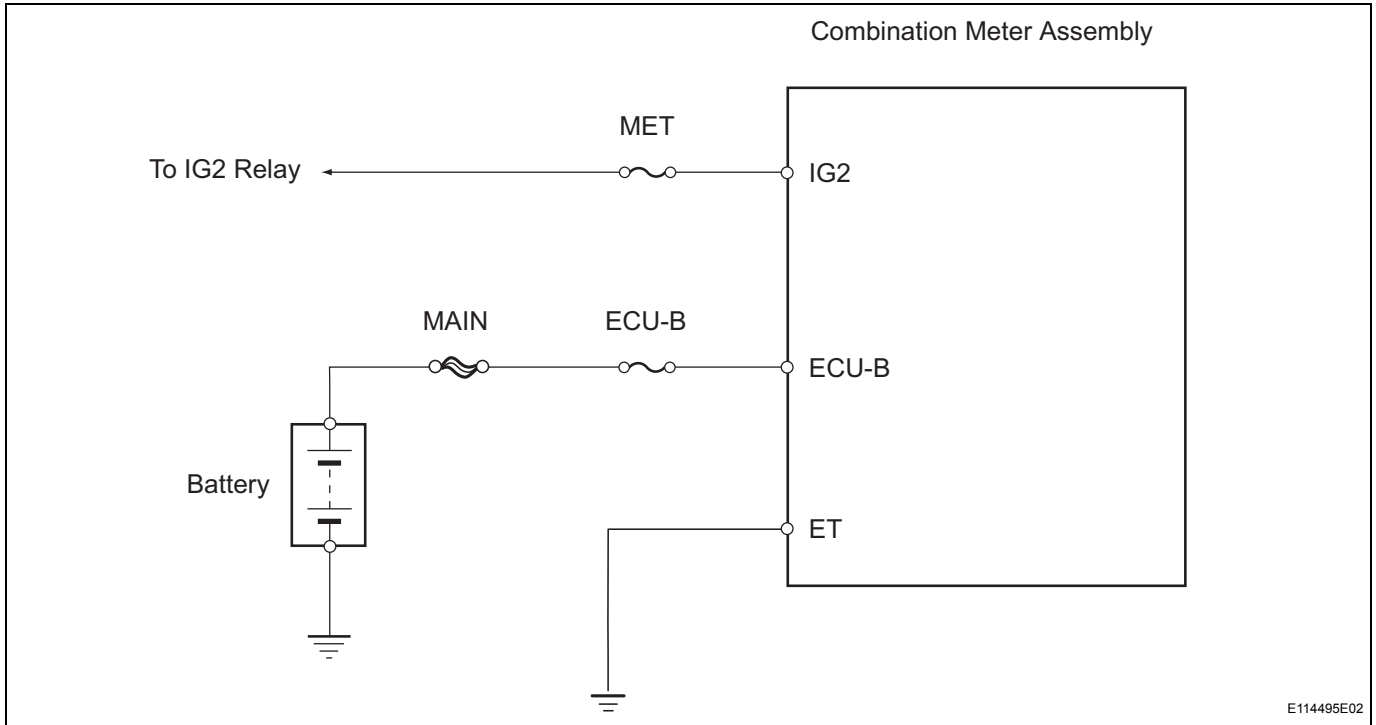 Combination Meter Assembly
MET
To IG2 Relay
IG2
MAIN
ECU-B
ECU-B
Battery
ET
E114495E02